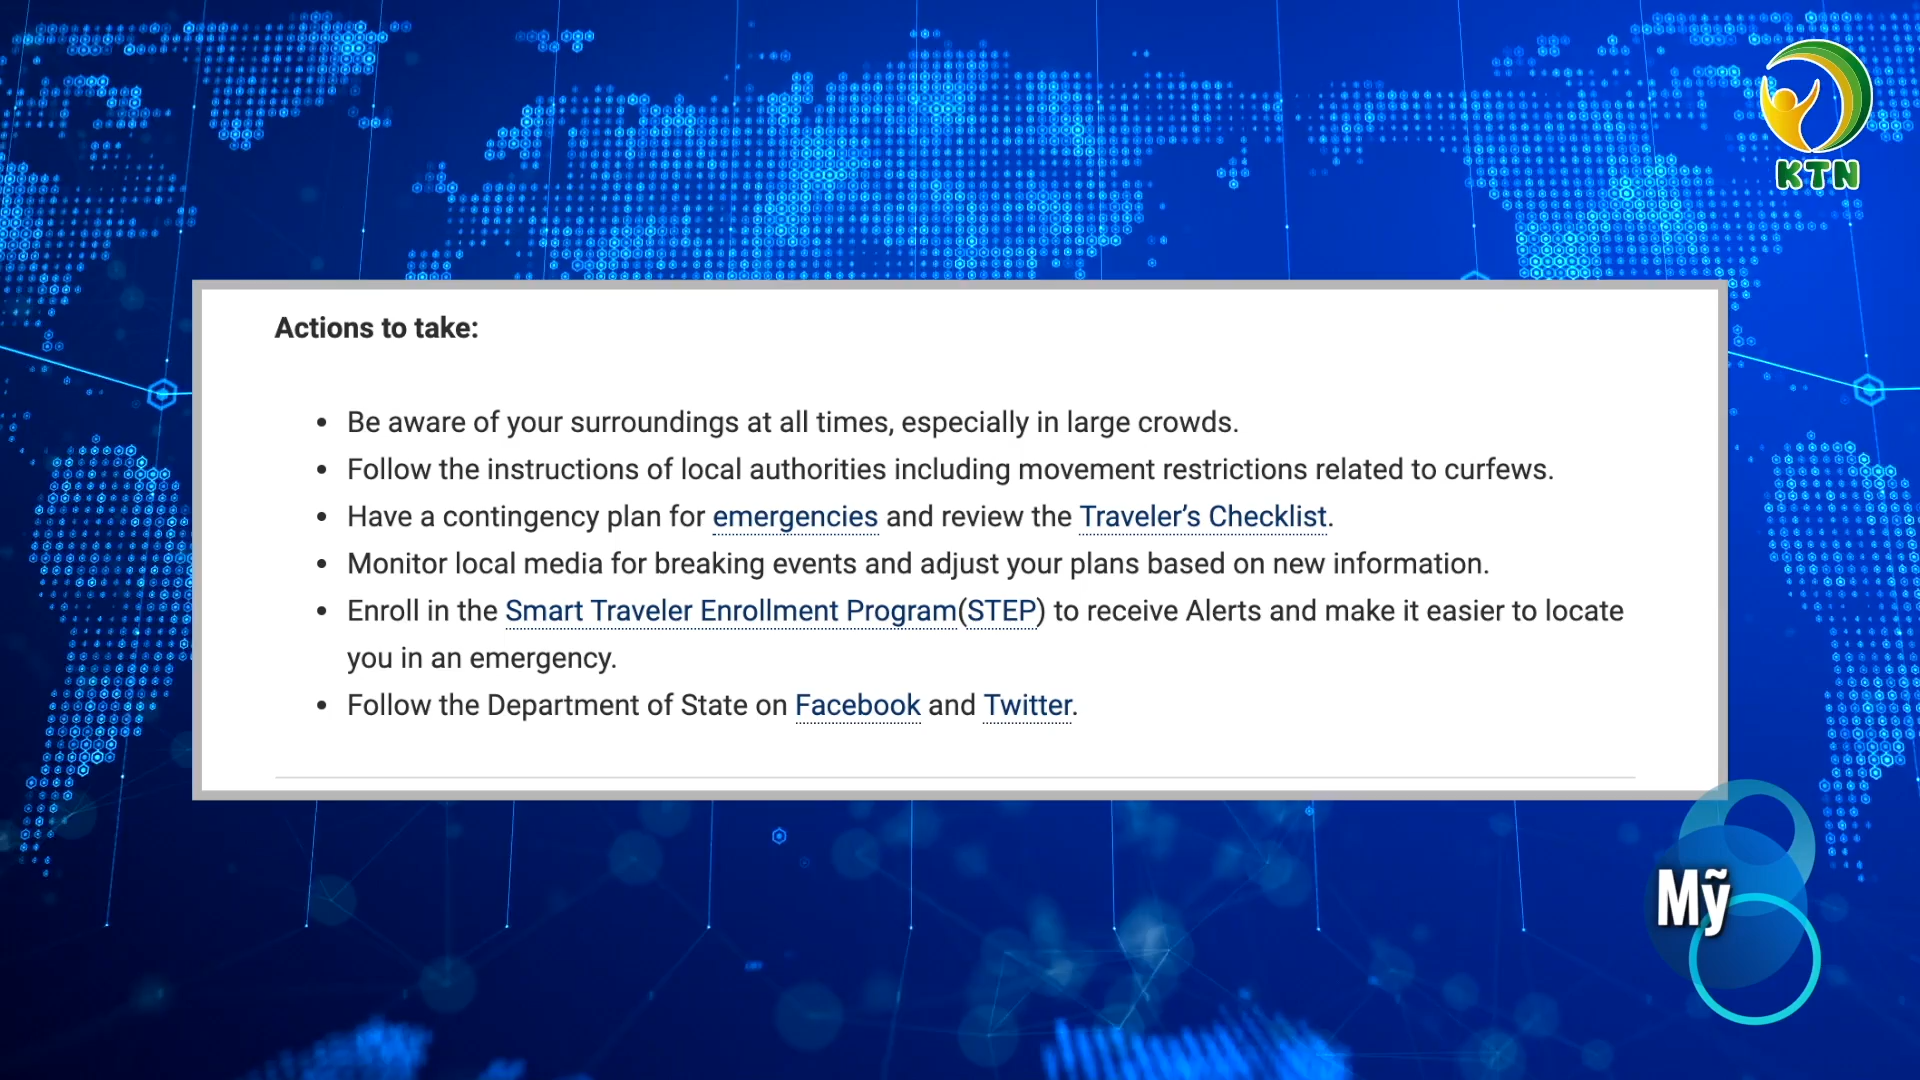 KTN
Actions to take:
• Be aware of your surroundings at all times, especially in large crowds.
• Follow the instructions of local authorities including movement restrictions related to curfews.
• Have a contingency plan for emergencies and review the Traveler’s Checklist.
• Monitor local media for breaking events and adjust your plans based on new information.
• Enroll in the Smart Traveler Enrollment Program(STEP) to receive Alerts and make it easier to locate
you in an emergency.
• Follow the Department of State on Facebook and Twitter.
Mỹ